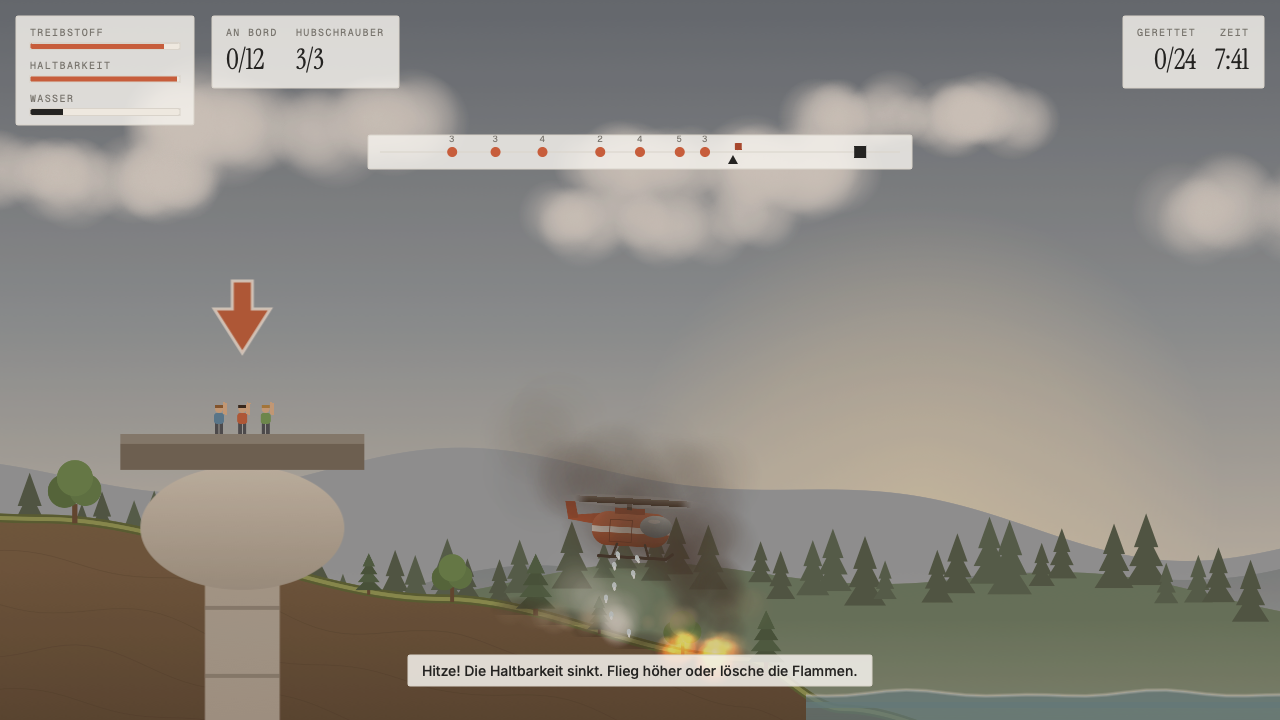 TREIBSTOFF
HALTBARKEIT
WASSER
AN BORD HUBSCHRAUBER
0/12 3/3
GERETTET ZEIT
0/24 7:41
3 3 4 2 4 5 3
Hitze! Die Haltbarkeit sinkt. Flieg höher oder lösche die Flammen.